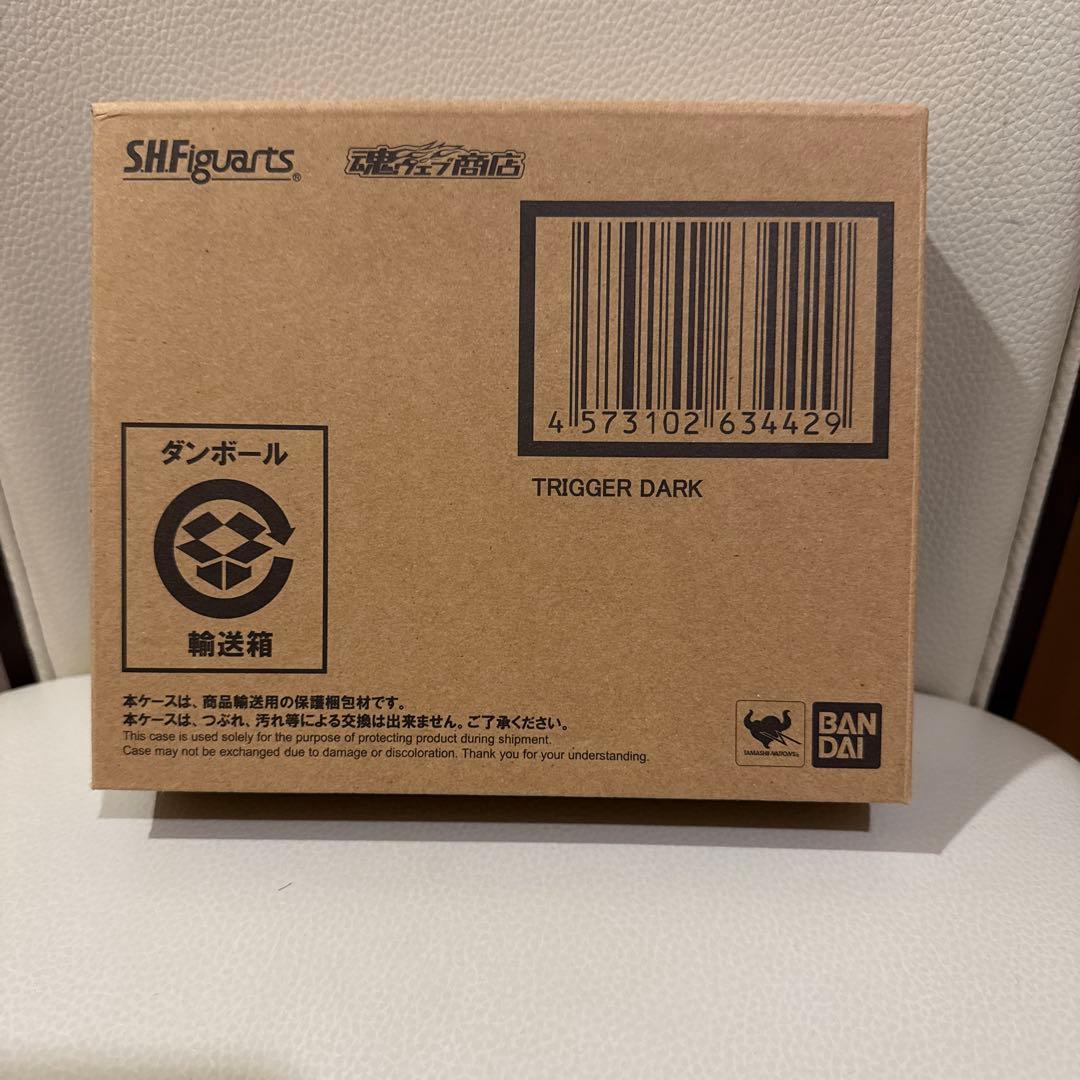 S.H.Figuarts®
魂ウェブ商店
4 573102 634429
TRIGGER DARK
ダンボール
輸送箱
本ケースは、商品輸送用の保護梱包材です。
本ケースは、つぶれ、汚れ等による交換は出来ません。ご了承ください。
This case is used solely for the purpose of protecting product during shipment.
Case may not be exchanged due to damage or discoloration. Thank you for your understanding.
TAMASHII NATIONS
BAN
DAI